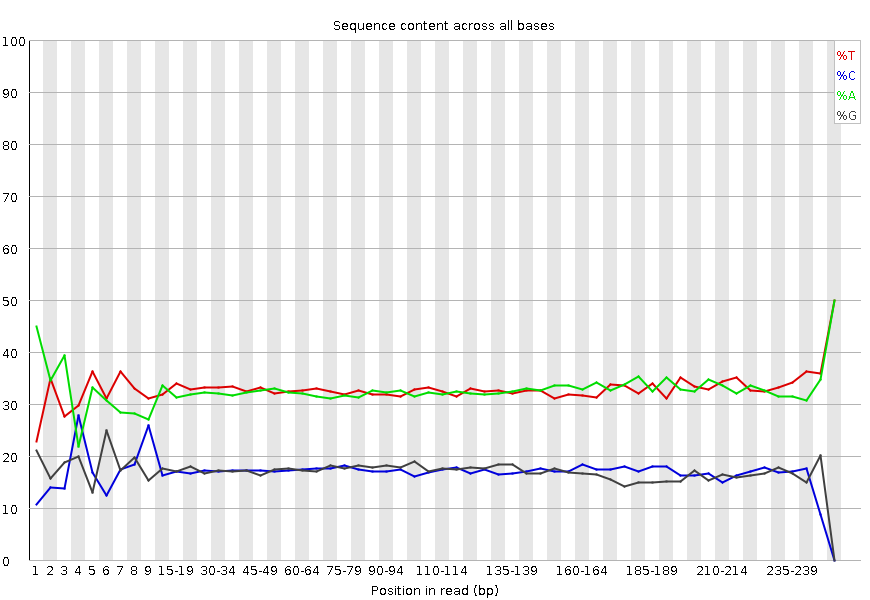 Sequence content across all bases
%T
%C
%A
%G
100
90
80
70
60
50
40
30
20
10
0
1 2 3 4 5 6 7 8 9 15-19 30-34 45-49 60-64 75-79 90-94 110-114 135-139 160-164 185-189 210-214 235-239
Position in read (bp)